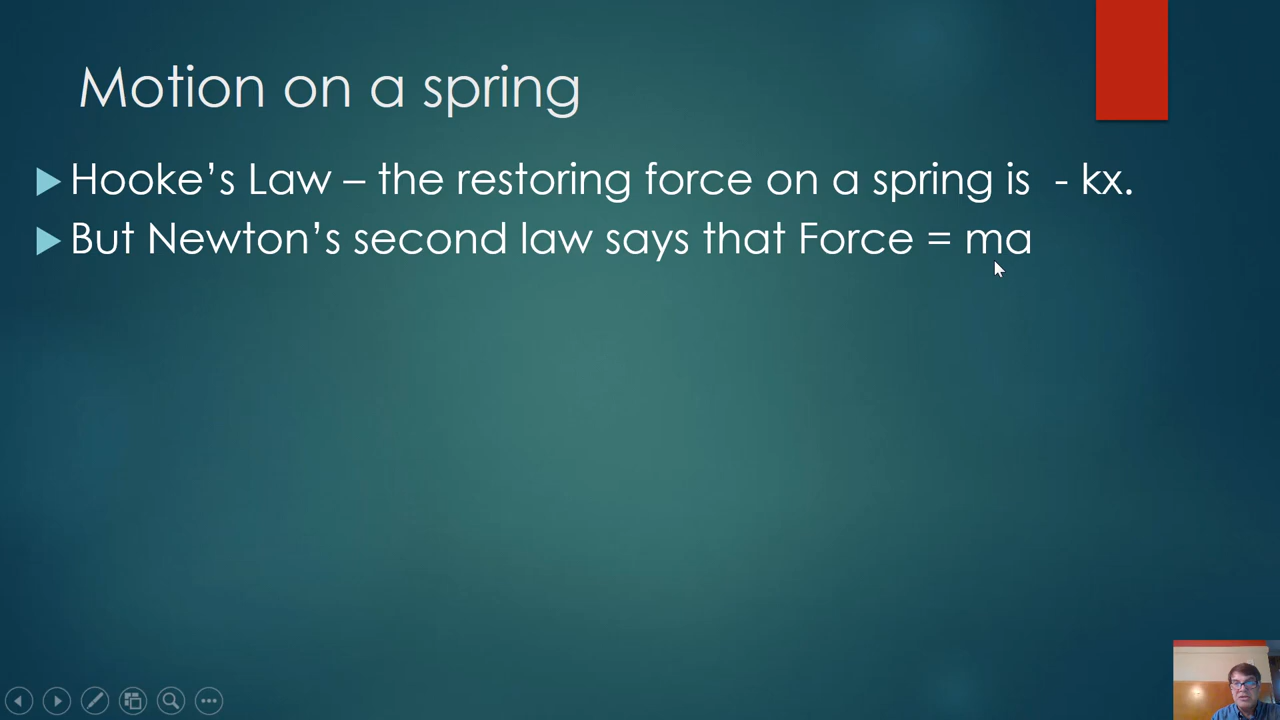 Motion on a spring
Hooke’s Law – the restoring force on a spring is - kx.
But Newton’s second law says that Force = ma